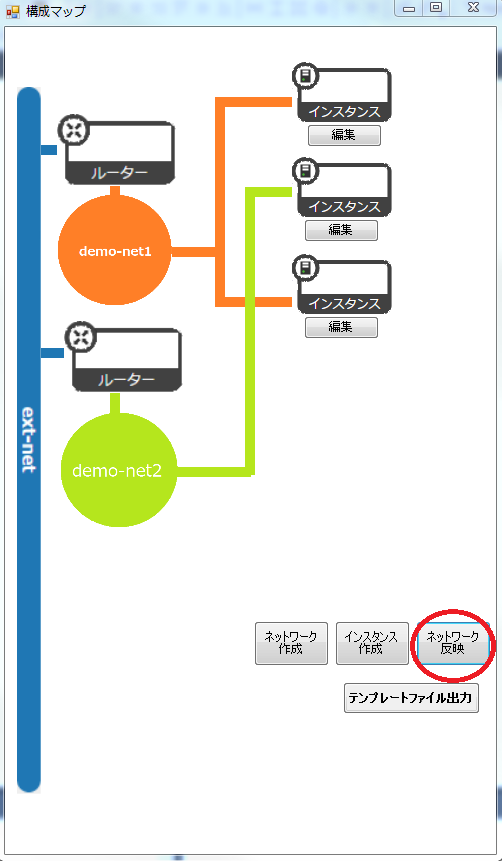 構成マップ
インスタンス
編集
ルーター
インスタンス
編集
demo-net1
インスタンス
編集
ルーター
ext-net
demo-net2
ネットワーク
作成
インスタンス
作成
ネットワーク
反映
テンプレートファイル出力